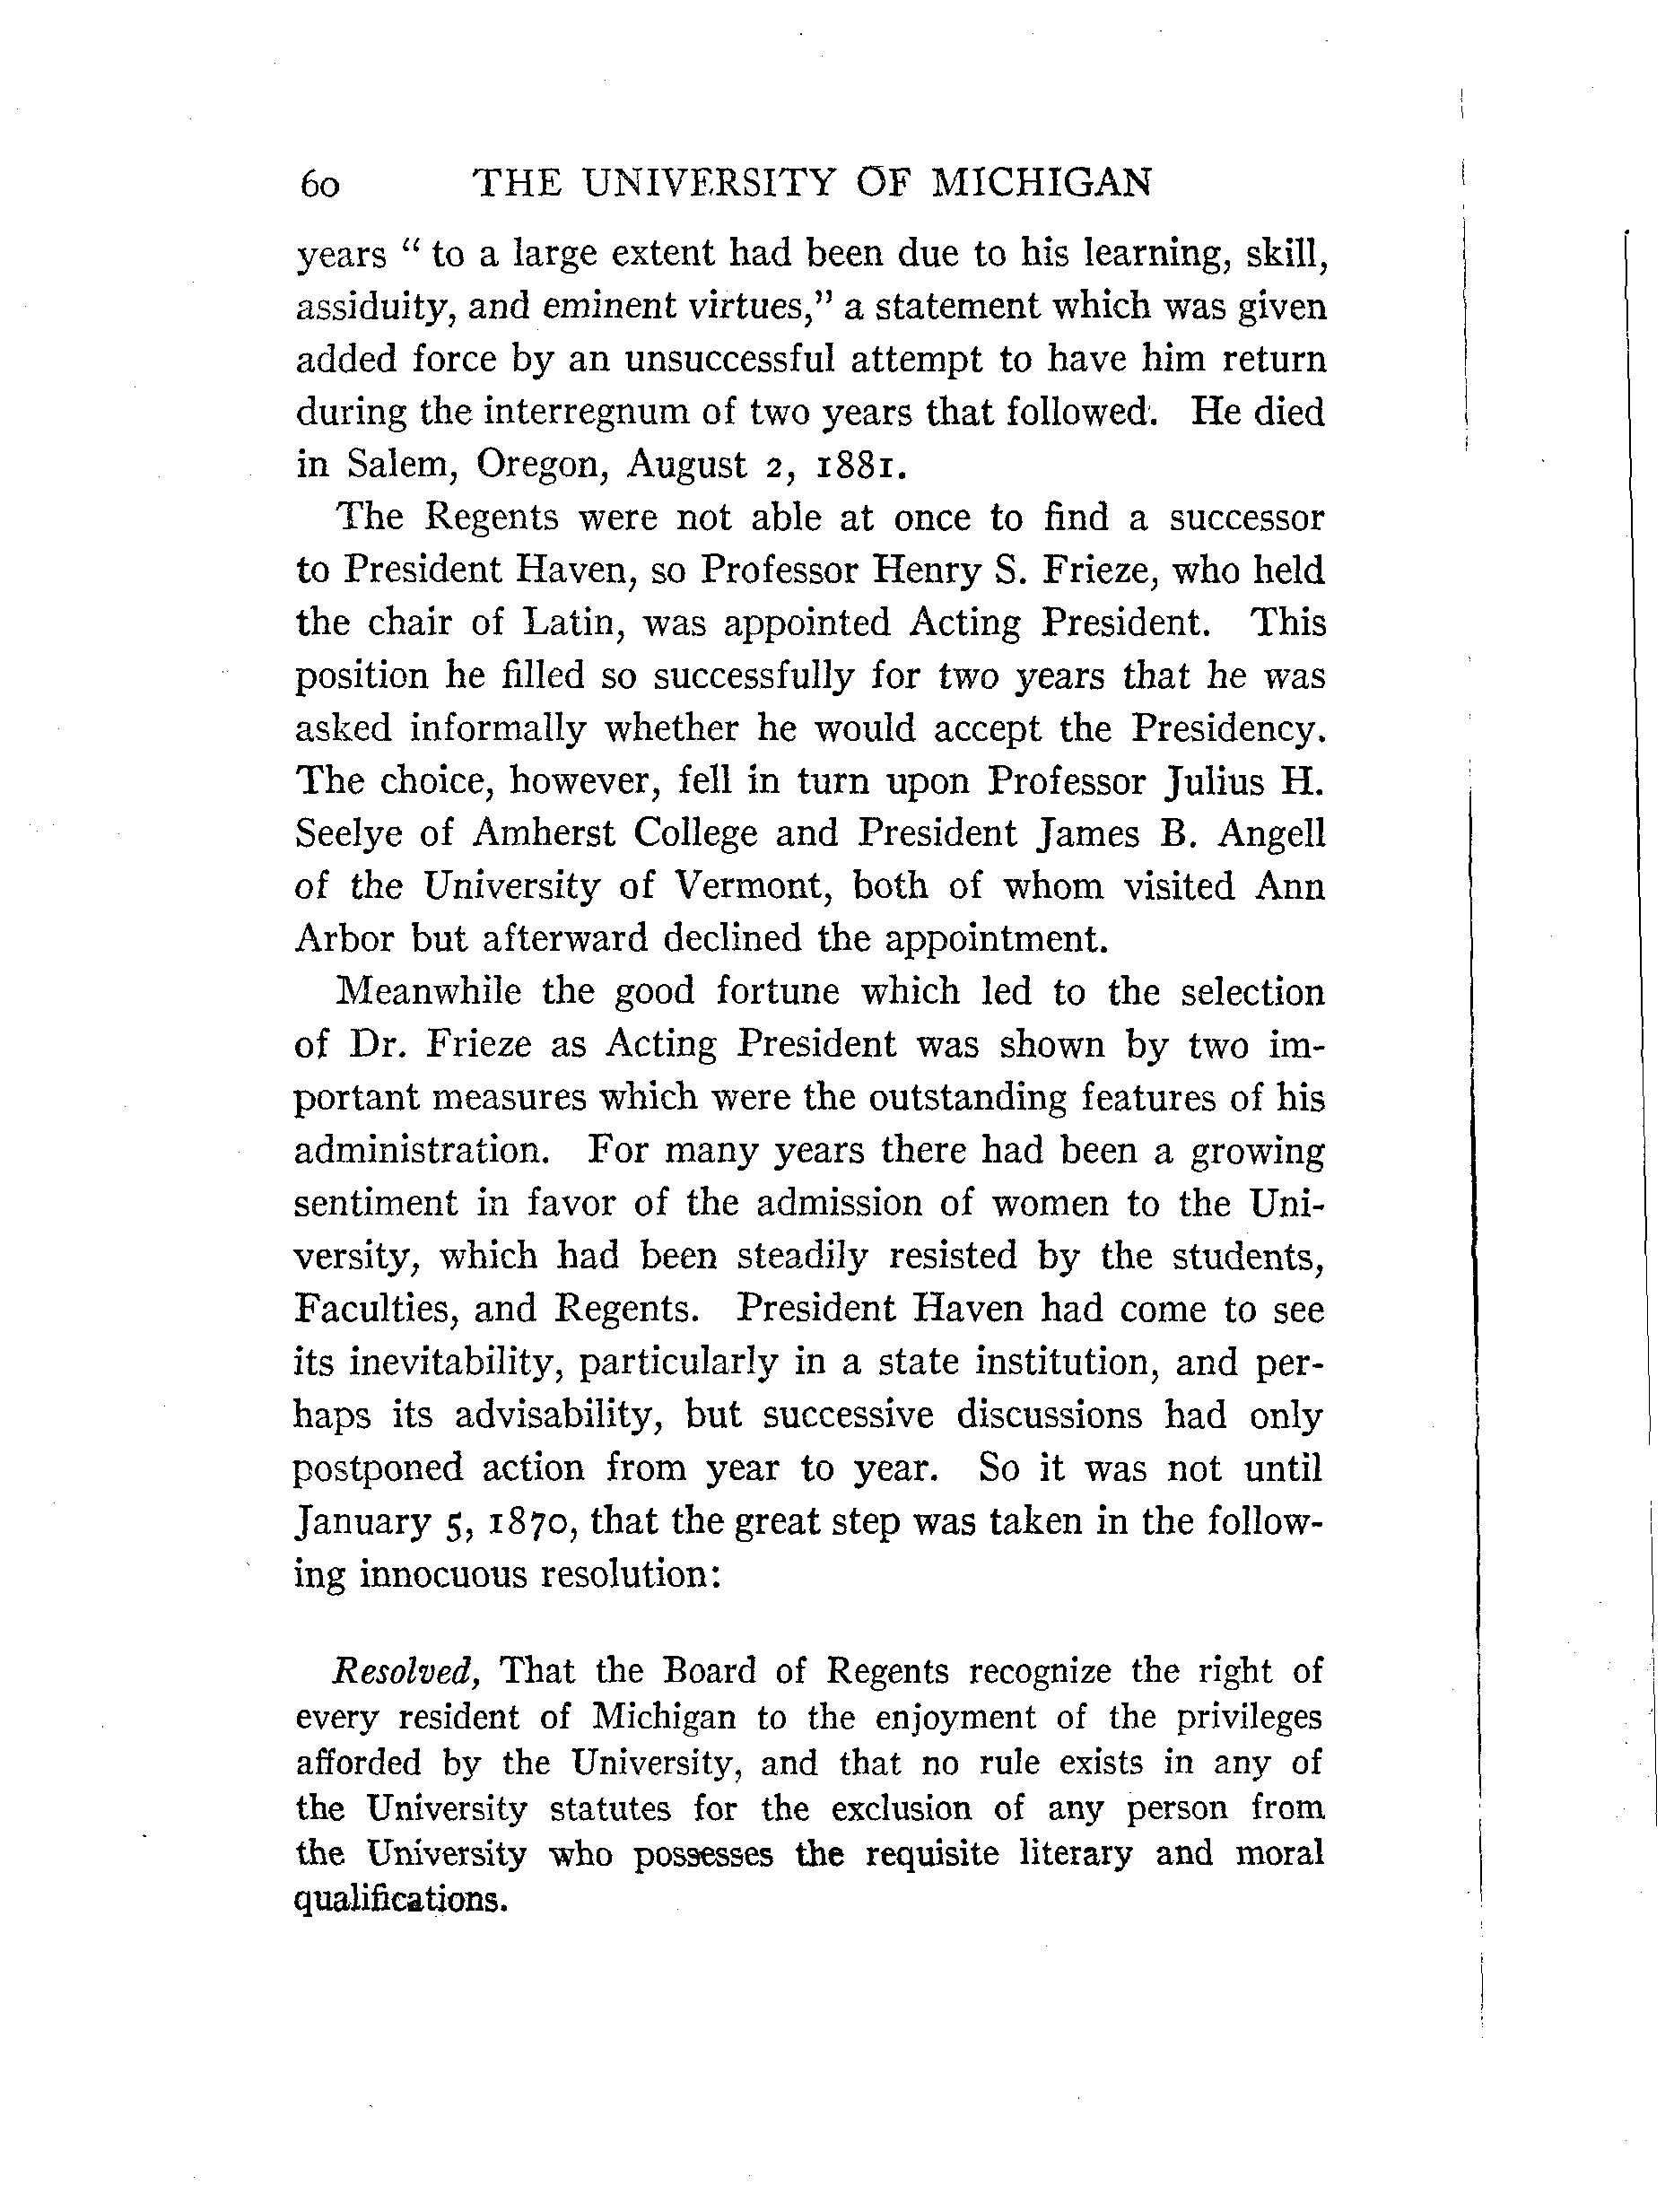 60 THE UNIVERSITY OF MICHIGAN
years " to a large extent had been due to his learning, skill,
assiduity, and eminent virtues," a statement which was given
added force by an unsuccessful attempt to have him return
during the interregnum of two years that followed. He died
in Salem, Oregon, August 2, 1881.
The Regents were not able at once to find a successor
to President Haven, so Professor Henry S. Frieze, who held
the chair of Latin, was appointed Acting President. This
position he filled so successfully for two years that he was
asked informally whether he would accept the Presidency.
The choice, however, fell in turn upon Professor Julius H.
Seelye of Amherst College and President James B. Angell
of the University of Vermont, both of whom visited Ann
Arbor but afterward declined the appointment.
Meanwhile the good fortune which led to the selection
of Dr. Frieze as Acting President was shown by two im-
portant measures which were the outstanding features of his
administration. For many years there had been a growing
sentiment in favor of the admission of women to the Uni-
versity, which had been steadily resisted by the students,
Faculties, and Regents. President Haven had come to see
its inevitability, particularly in a state institution, and per-
haps its advisability, but successive discussions had only
postponed action from year to year. So it was not until
January 5, 1870, that the great step was taken in the follow-
ing innocuous resolution:
Resolved, That the Board of Regents recognize the right of
every resident of Michigan to the enjoyment of the privileges
afforded by the University, and that no rule exists in any of
the University statutes for the exclusion of any person from
the University who possesses the requisite literary and moral
qualifications.